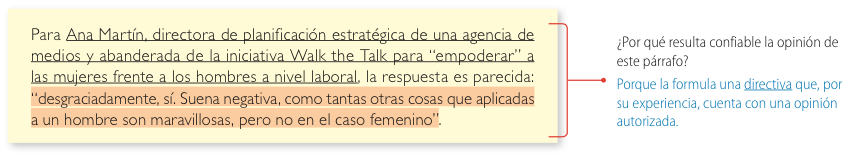 Para Ana Martín, directora de planificación estratégica de una agencia de
medios y abanderada de la iniciativa Walk the Talk para “empoderar” a
las mujeres frente a los hombres a nivel laboral, la respuesta es parecida:
“desgraciadamente, sí. Suena negativa, como tantas otras cosas que aplicadas
a un hombre son maravillosas, pero no en el caso femenino”.
¿Por qué resulta confiable la opinión de
este párrafo?
Porque la formula una directiva que, por
su experiencia, cuenta con una opinión
autorizada.